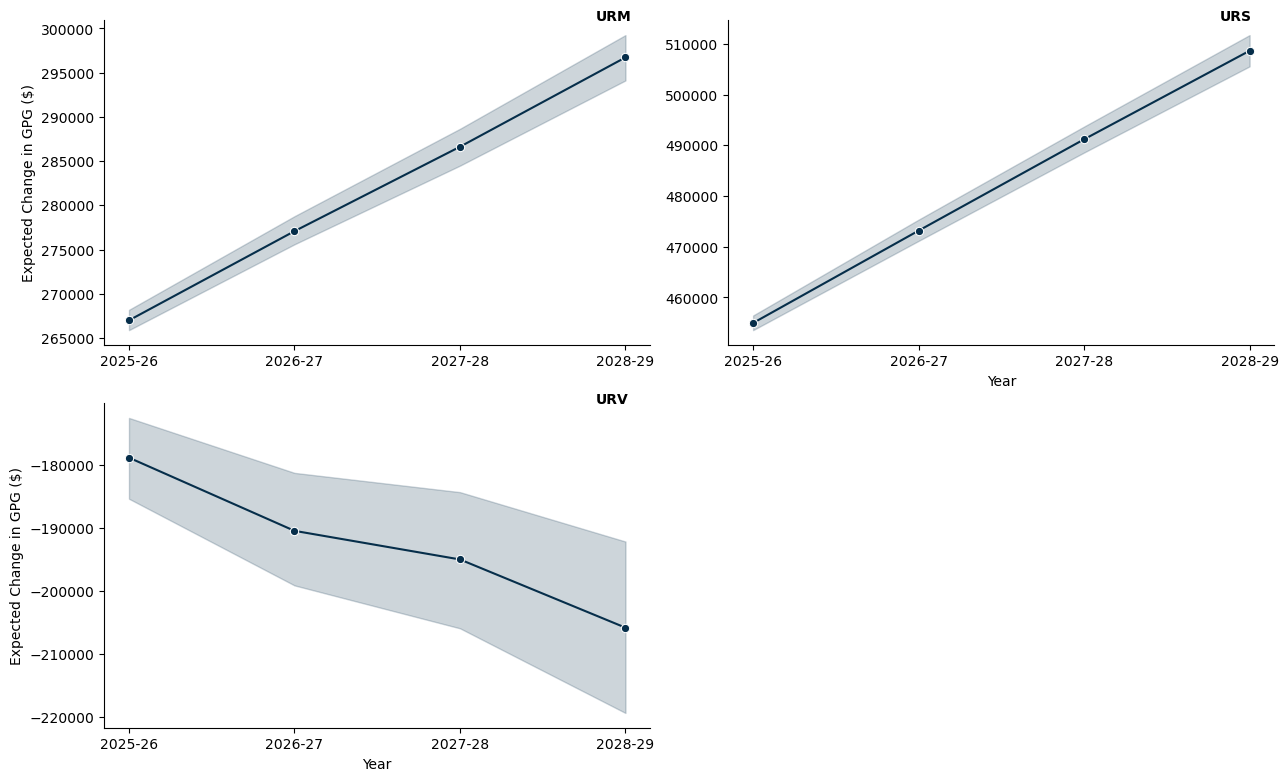 URM
300000
295000
290000
285000
280000
275000
270000
265000
Expected Change in GPG ($)
2025-26 2026-27 2027-28 2028-29
URS
510000
500000
490000
480000
470000
460000
2025-26 2026-27 2027-28 2028-29
Year
URV
−180000
−190000
−200000
−210000
−220000
Expected Change in GPG ($)
2025-26 2026-27 2027-28 2028-29
Year